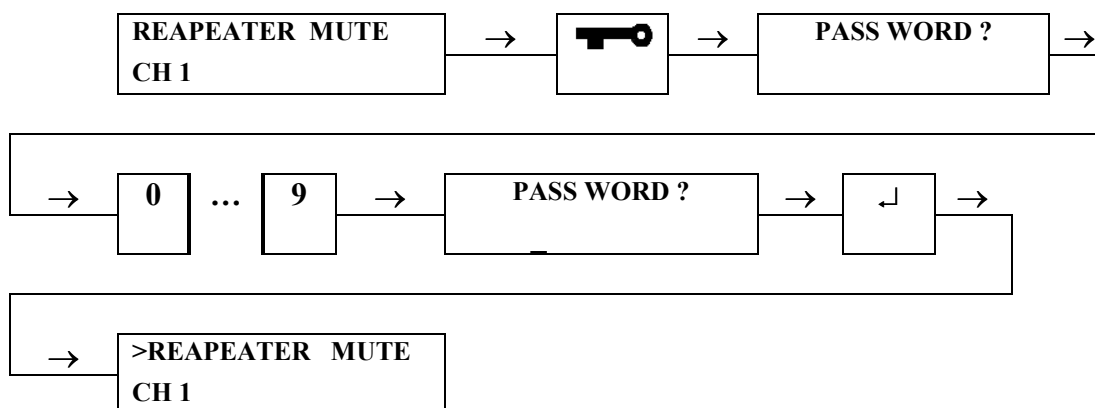 REAPEATER MUTE
CH 1
→
→
PASS WORD ?
→
→
0
...
9
→
PASS WORD ?
_
→
↵
→
→
>REAPEATER MUTE
CH 1